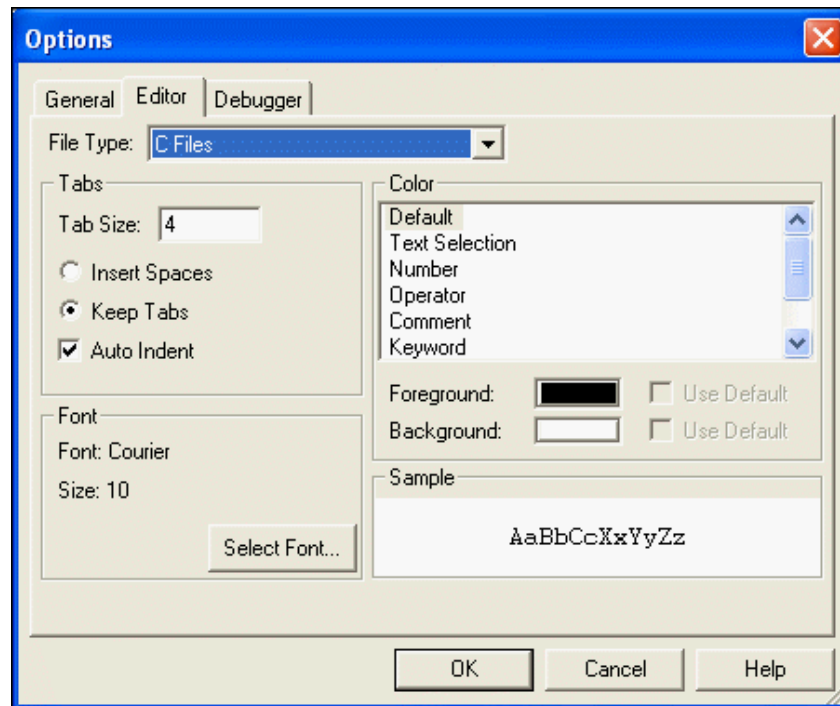 Options
General Editor Debugger
File Type: C Files
Tabs
Tab Size: 4
Insert Spaces
Keep Tabs
Auto Indent
Font
Font: Courier
Size: 10
Select Font...
Color
Default
Text Selection
Number
Operator
Comment
Keyword
Foreground: Use Default
Background: Use Default
Sample
AaBbCcXxYyZz
OK Cancel Help